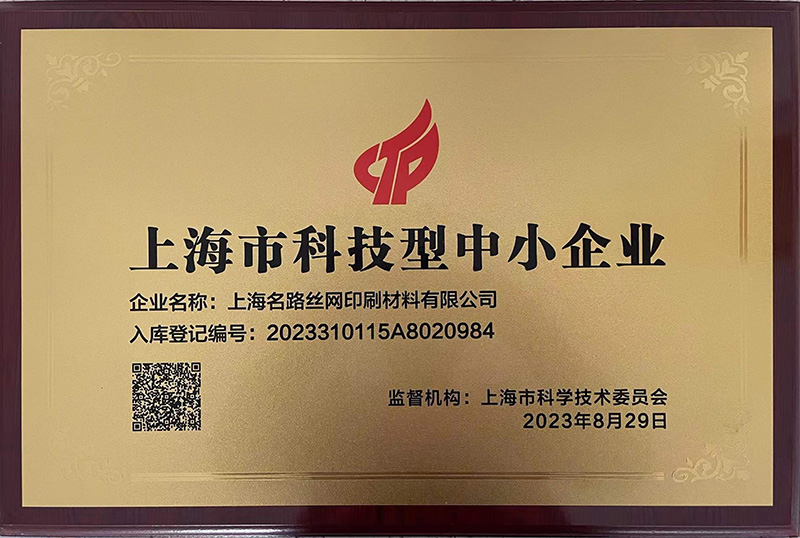 CTP
上海市科技型中小企业
企业名称：上海名路丝网印刷材料有限公司
入库登记编号：2023310115A8020984
监督机构：上海市科学技术委员会
2023年8月29日